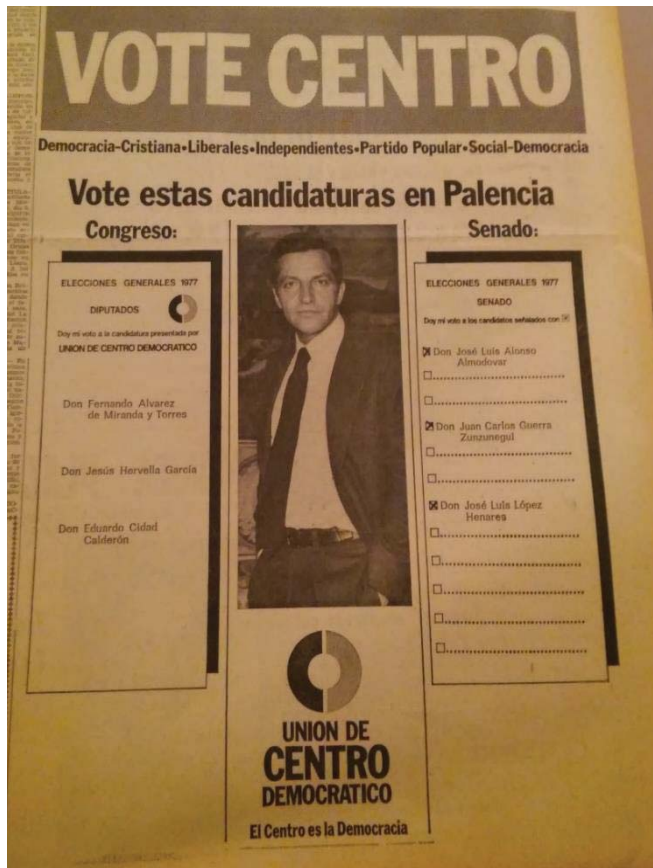 VOTE CENTRO
Democracia-Cristiana•Liberales•Independientes•Partido Popular•Social-Democracia
Vote estas candidaturas en Palencia
Congreso:
ELECCIONES GENERALES 1977
DIPUTADOS
Doy mi voto a la candidatura presentada por
UNION DE CENTRO DEMOCRATICO
Don Fernando Alvarez
de Miranda y Torres
Don Jesús Hervella García
Don Eduardo Cidad
Calderón
Senado:
ELECCIONES GENERALES 1977
SENADO
Doy mi voto a los candidatos señalados con ☒
☒ Don José Luis Alonso
Almodovar
☐..............................
☐..............................
☒ Don Juan Carlos Guerra
Zunzunegui
☐..............................
☐..............................
☒ Don José Luis López
Henares
☐..............................
☐..............................
☐..............................
☐..............................
☐..............................
UNION DE
CENTRO
DEMOCRATICO
El Centro es la Democracia